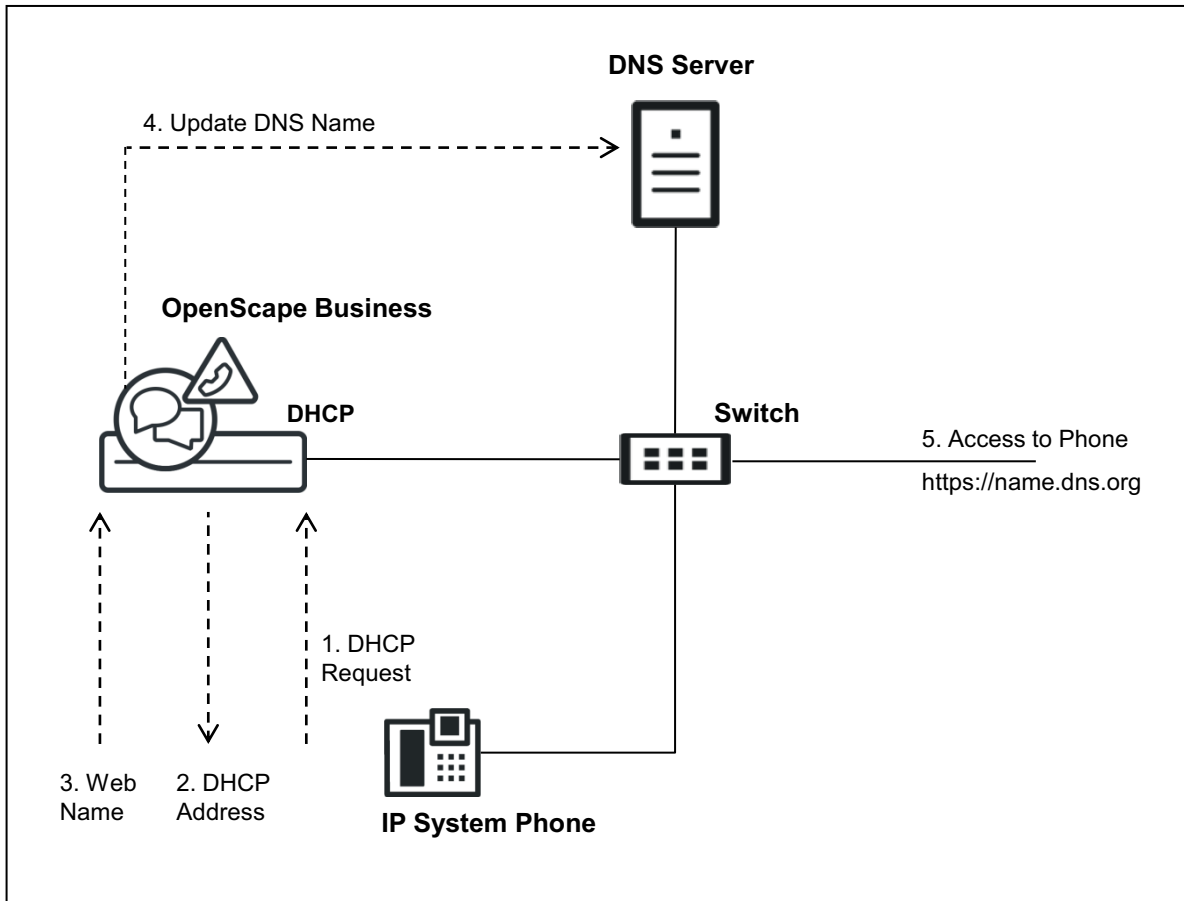 DNS Server
4. Update DNS Name
OpenScape Business
DHCP
Switch
5. Access to Phone
https://name.dns.org
1. DHCP
Request
3. Web
Name
2. DHCP
Address
IP System Phone